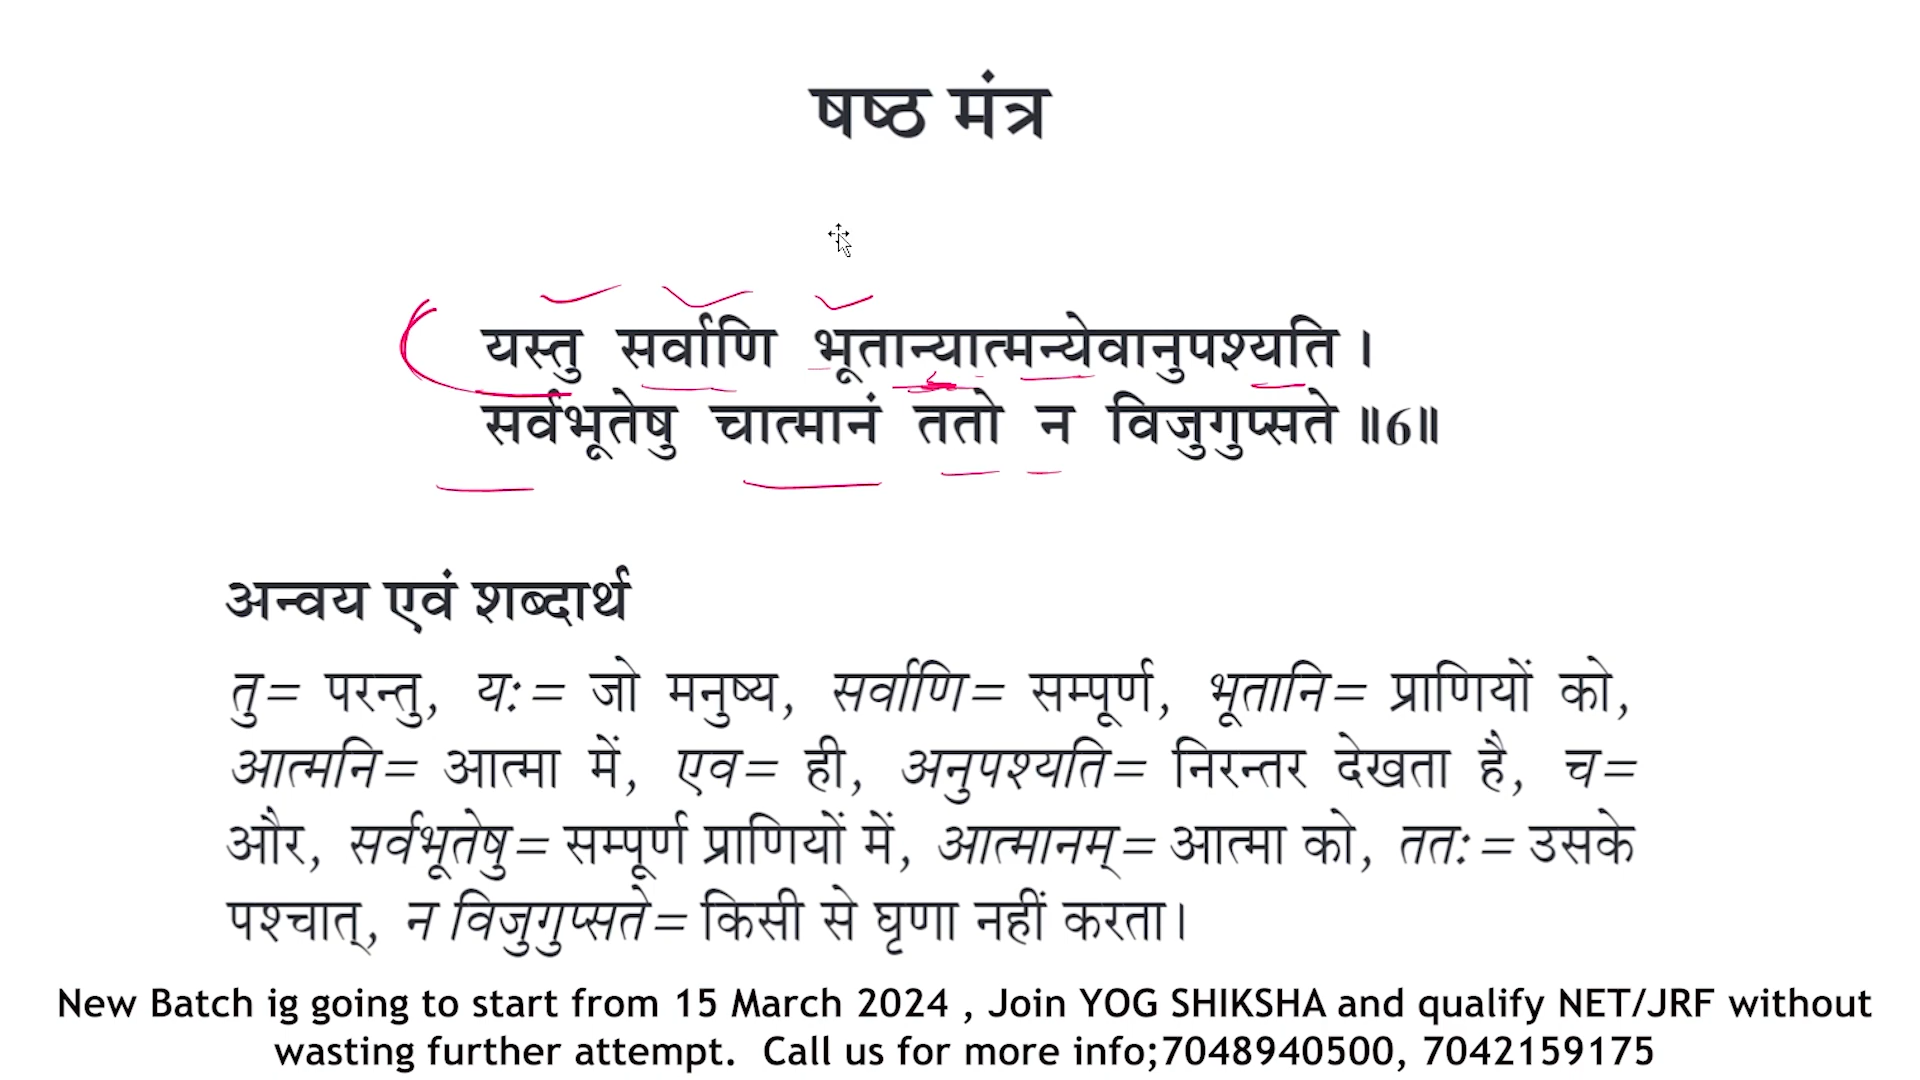 षष्ठ मंत्र
यस्तु सर्वाणि भूतान्यात्मन्येवानुपश्यति ।
सर्वभूतेषु चात्मानं ततो न विजुगुप्सते ॥6॥
अन्वय एवं शब्दार्थ
तु= परन्तु, यः= जो मनुष्य, सर्वाणि= सम्पूर्ण, भूतानि= प्राणियों को,
आत्मनि= आत्मा में, एव= ही, अनुपश्यति= निरन्तर देखता है, च=
और, सर्वभूतेषु= सम्पूर्ण प्राणियों में, आत्मानम्= आत्मा को, ततः= उसके
पश्चात्, न विजुगुप्सते= किसी से घृणा नहीं करता।
New Batch ig going to start from 15 March 2024 , Join YOG SHIKSHA and qualify NET/JRF without
wasting further attempt. Call us for more info;7048940500, 7042159175